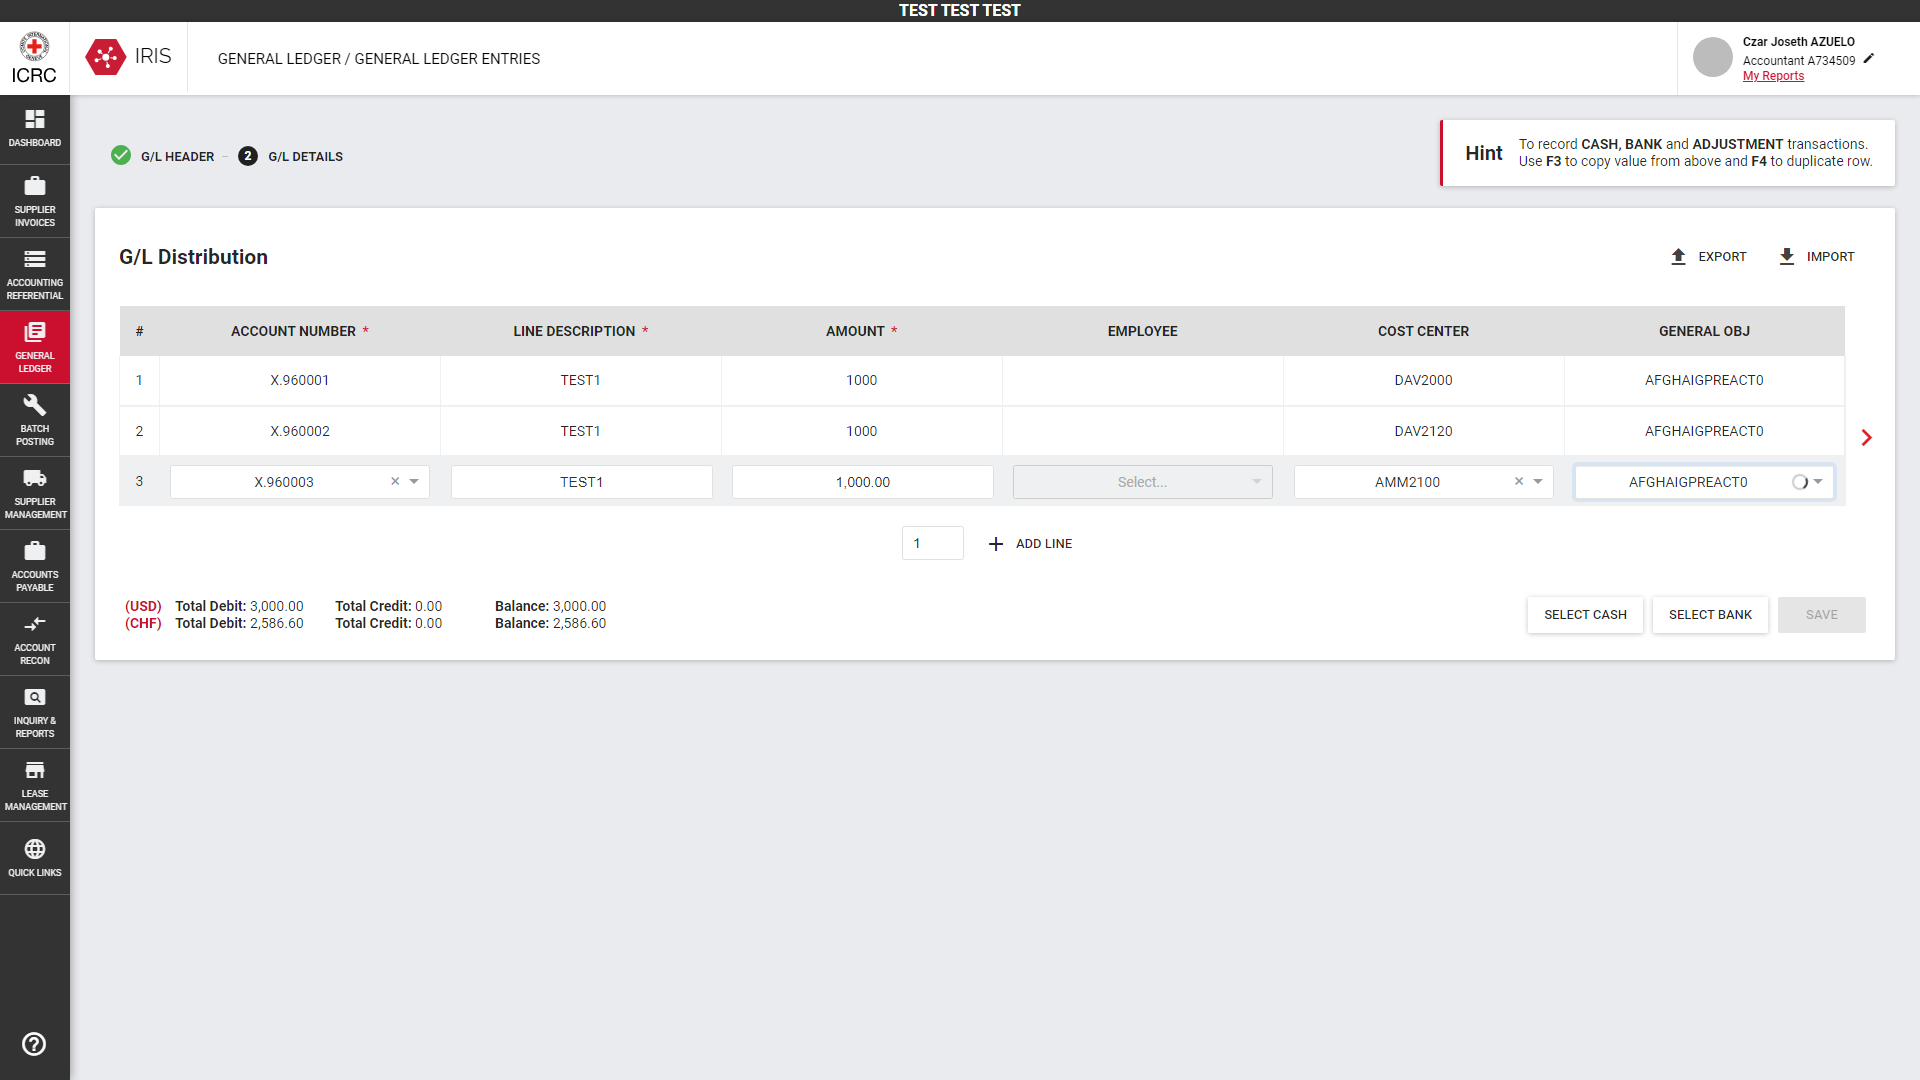 TEST TEST TEST
ICRC
IRIS
GENERAL LEDGER / GENERAL LEDGER ENTRIES
Czar Joseth AZUELO
Accountant A734509
My Reports
DASHBOARD
SUPPLIER
INVOICES
ACCOUNTING
REFERENTIAL
GENERAL
LEDGER
BATCH
POSTING
SUPPLIER
MANAGEMENT
ACCOUNTS
PAYABLE
ACCOUNT
RECON
INQUIRY &
REPORTS
LEASE
MANAGEMENT
QUICK LINKS
G/L HEADER – 2 G/L DETAILS
Hint
To record CASH, BANK and ADJUSTMENT transactions.
Use F3 to copy value from above and F4 to duplicate row.
G/L Distribution
EXPORT IMPORT
# ACCOUNT NUMBER * LINE DESCRIPTION * AMOUNT * EMPLOYEE COST CENTER GENERAL OBJ
1 X.960001 TEST1 1000 DAV2000 AFGHAIGPREACT0
2 X.960002 TEST1 1000 DAV2120 AFGHAIGPREACT0
3 X.960003 × TEST1 1,000.00 Select... AMM2100 × AFGHAIGPREACT0
1 + ADD LINE
(USD) Total Debit: 3,000.00 Total Credit: 0.00 Balance: 3,000.00
(CHF) Total Debit: 2,586.60 Total Credit: 0.00 Balance: 2,586.60
SELECT CASH SELECT BANK SAVE